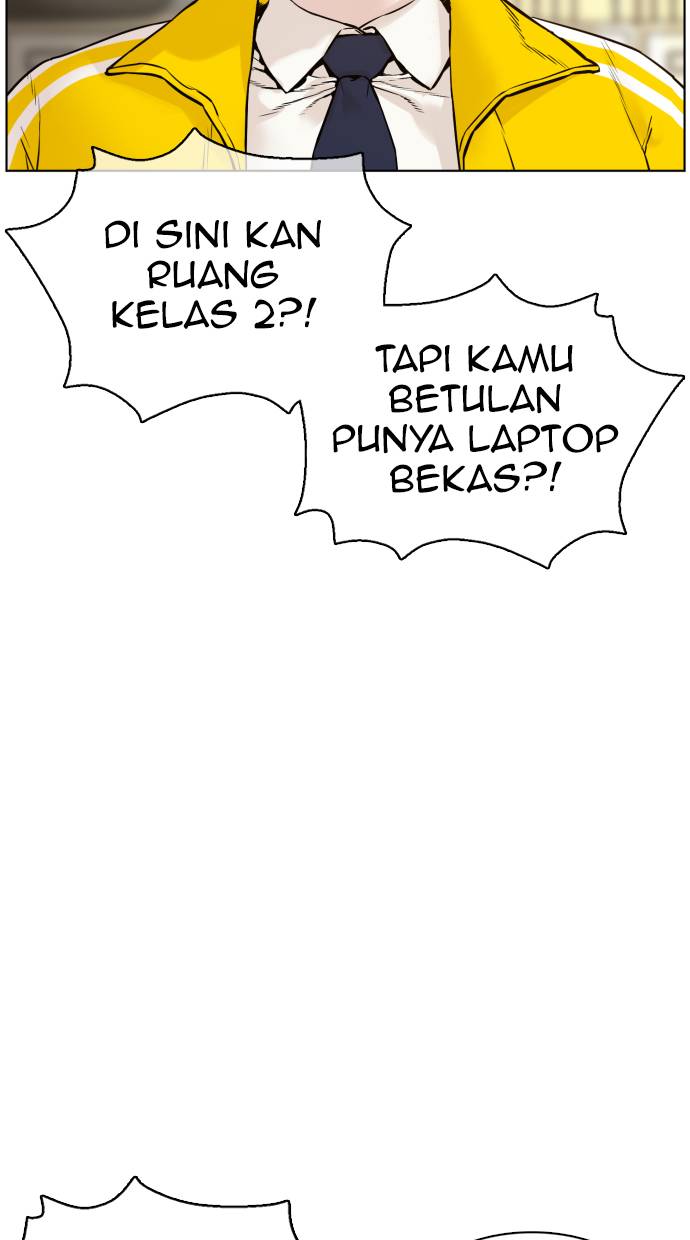 DI SINI KAN
RUANG
KELAS 2?!
TAPI KAMU
BETULAN
PUNYA LAPTOP
BEKAS?!